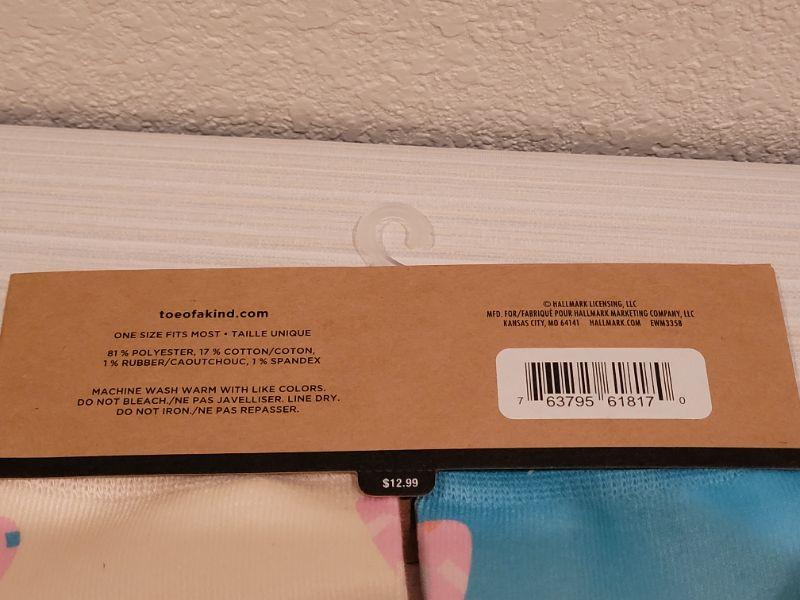 toeofakind.com
ONE SIZE FITS MOST • TAILLE UNIQUE
81 % POLYESTER, 17 % COTTON/COTON,
1 % RUBBER/CAOUTCHOUC, 1 % SPANDEX
MACHINE WASH WARM WITH LIKE COLORS.
DO NOT BLEACH./NE PAS JAVELLISER. LINE DRY.
DO NOT IRON./NE PAS REPASSER.
© HALLMARK LICENSING, LLC
MFD. FOR/FABRIQUÉ POUR HALLMARK MARKETING COMPANY, LLC
KANSAS CITY, MO 64141 HALLMARK.COM EWM3358
7 63795 61817 0
$12.99